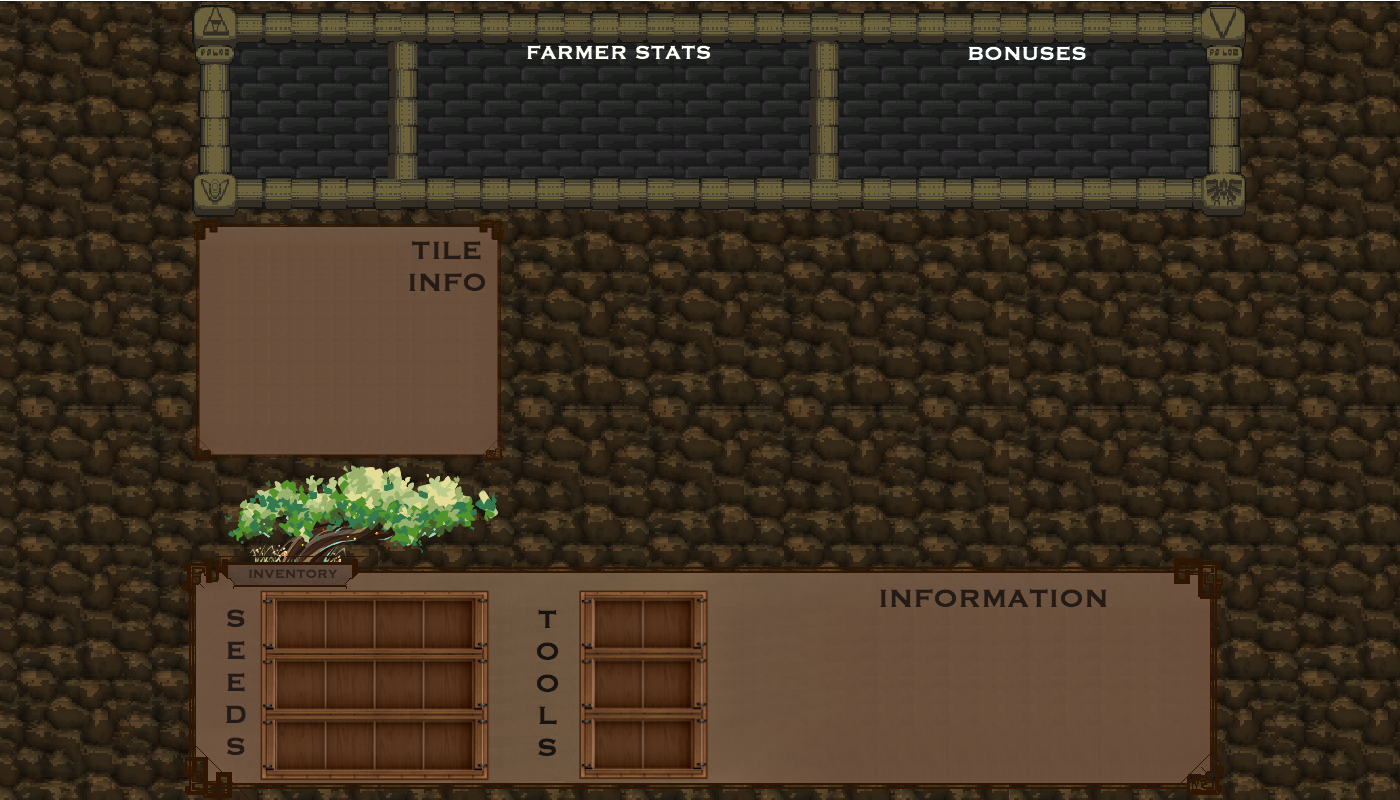 FARMER STATS
BONUSES
TILE
INFO
INVENTORY
SEEDS
TOOLS
INFORMATION